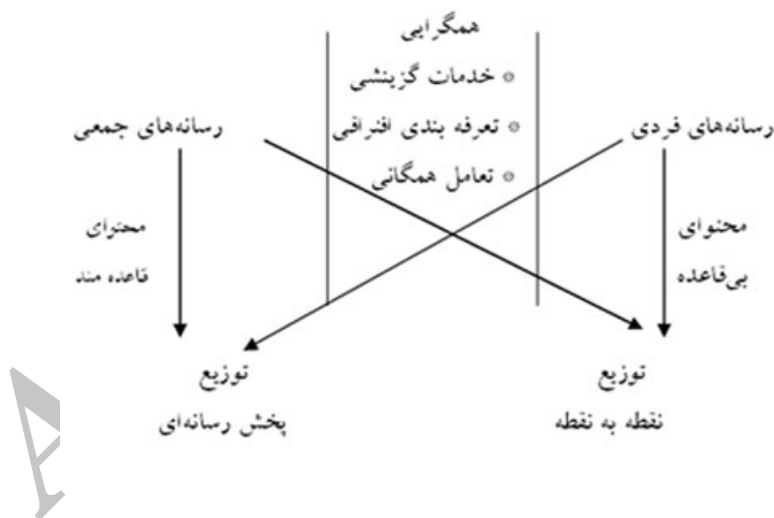 همگرایی
۞ خدمات گزینشی
رسانه‌های فردی
۞ تعرفه بندی افتراقی
رسانه‌های جمعی
۞ تعامل همگانی
محتوای
بی‌قاعده
محتوای
قاعده مند
توزیع
نقطه به نقطه
توزیع
پخش رسانه‌ای
A